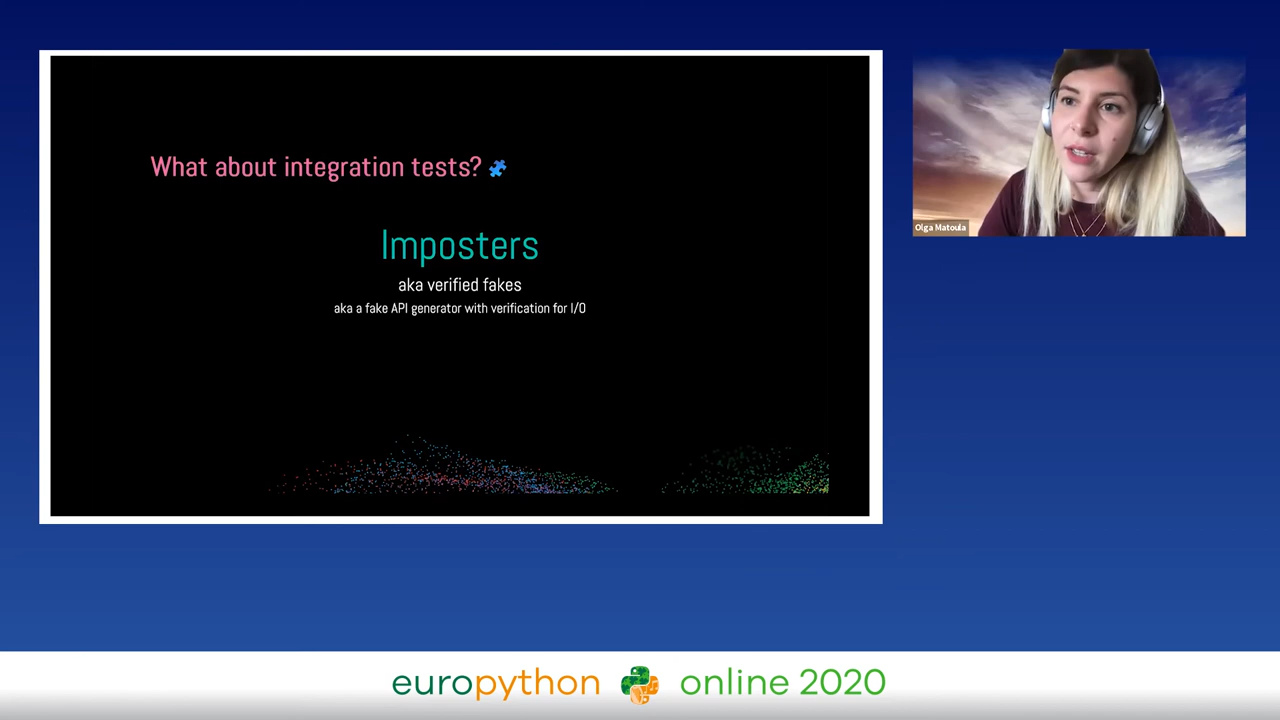 What about integration tests?
Imposters
aka verified fakes
aka a fake API generator with verification for I/O
Olga Matoula
europython online 2020